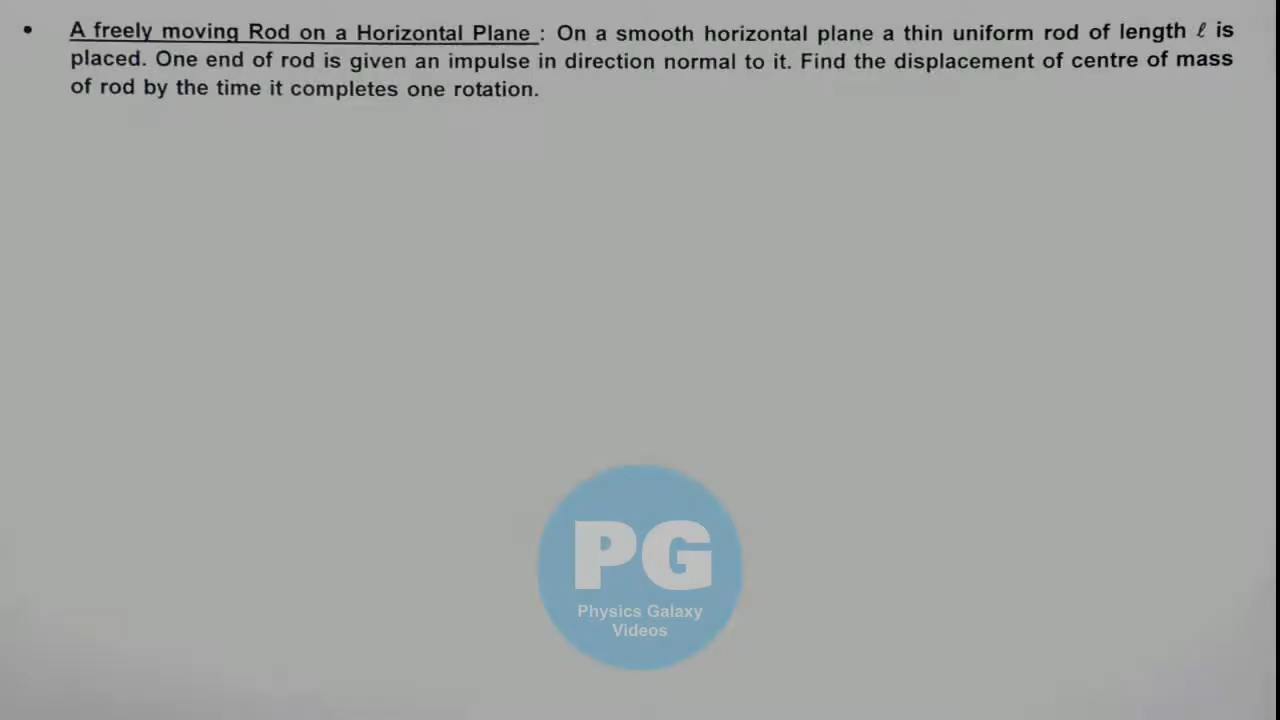 • A freely moving Rod on a Horizontal Plane : On a smooth horizontal plane a thin uniform rod of length ℓ is
placed. One end of rod is given an impulse in direction normal to it. Find the displacement of centre of mass
of rod by the time it completes one rotation.
PG
Physics Galaxy
Videos